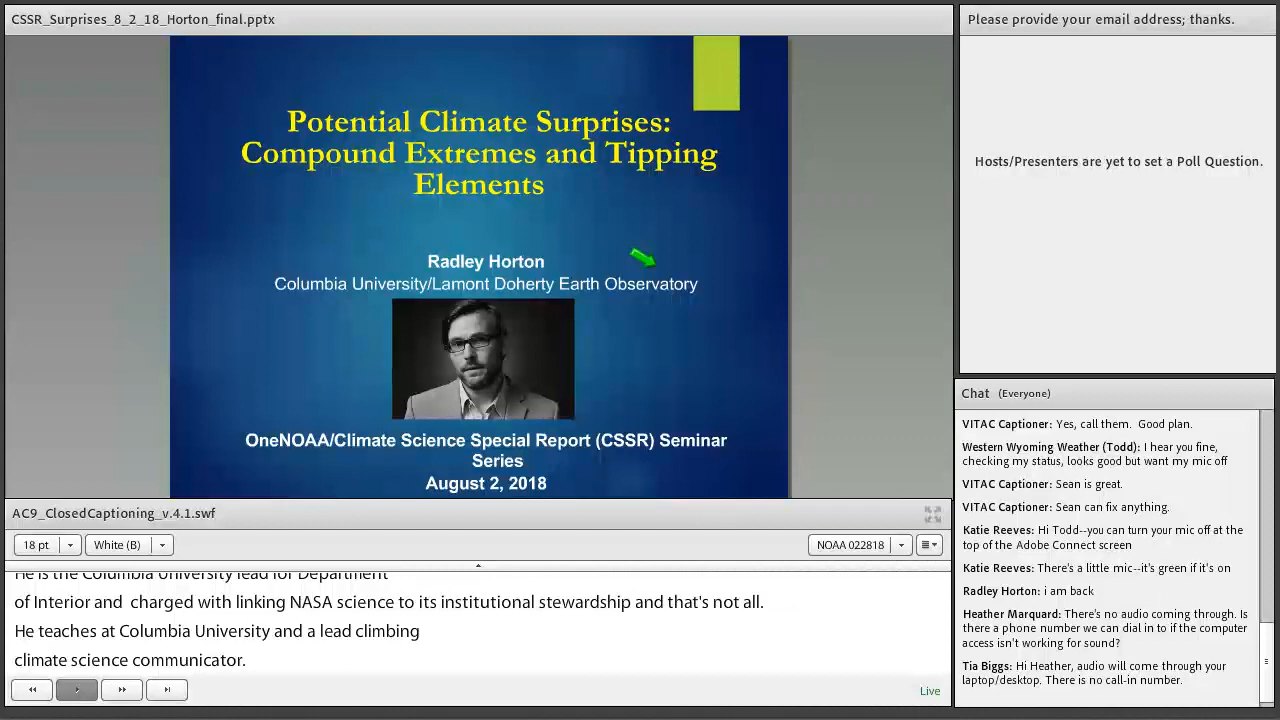 CSSR_Surprises_8_2_18_Horton_final.pptx
Potential Climate Surprises:
Compound Extremes and Tipping
Elements
Radley Horton
Columbia University/Lamont Doherty Earth Observatory
OneNOAA/Climate Science Special Report (CSSR) Seminar
Series
August 2, 2018
AC9_ClosedCaptioning_v.4.1.swf
18 pt
White (B)
NOAA 022818
He is the Columbia University lead for Department
of Interior and  charged with linking NASA science to its institutional stewardship and that's not all.
He teaches at Columbia University and a lead climbing
climate science communicator.
Live
Please provide your email address; thanks.
Hosts/Presenters are yet to set a Poll Question.
Chat (Everyone)
VITAC Captioner: Yes, call them.  Good plan.
Western Wyoming Weather (Todd): I hear you fine,
checking my status, looks good but want my mic off
VITAC Captioner: Sean is great.
VITAC Captioner: Sean can fix anything.
Katie Reeves: Hi Todd--you can turn your mic off at the
top of the Adobe Connect screen
Katie Reeves: There's a little mic--it's green if it's on
Radley Horton: i am back
Heather Marquard: There's no audio coming through. Is
there a phone number we can dial in to if the computer
access isn't working for sound?
Tia Biggs: Hi Heather, audio will come through your
laptop/desktop. There is no call-in number.